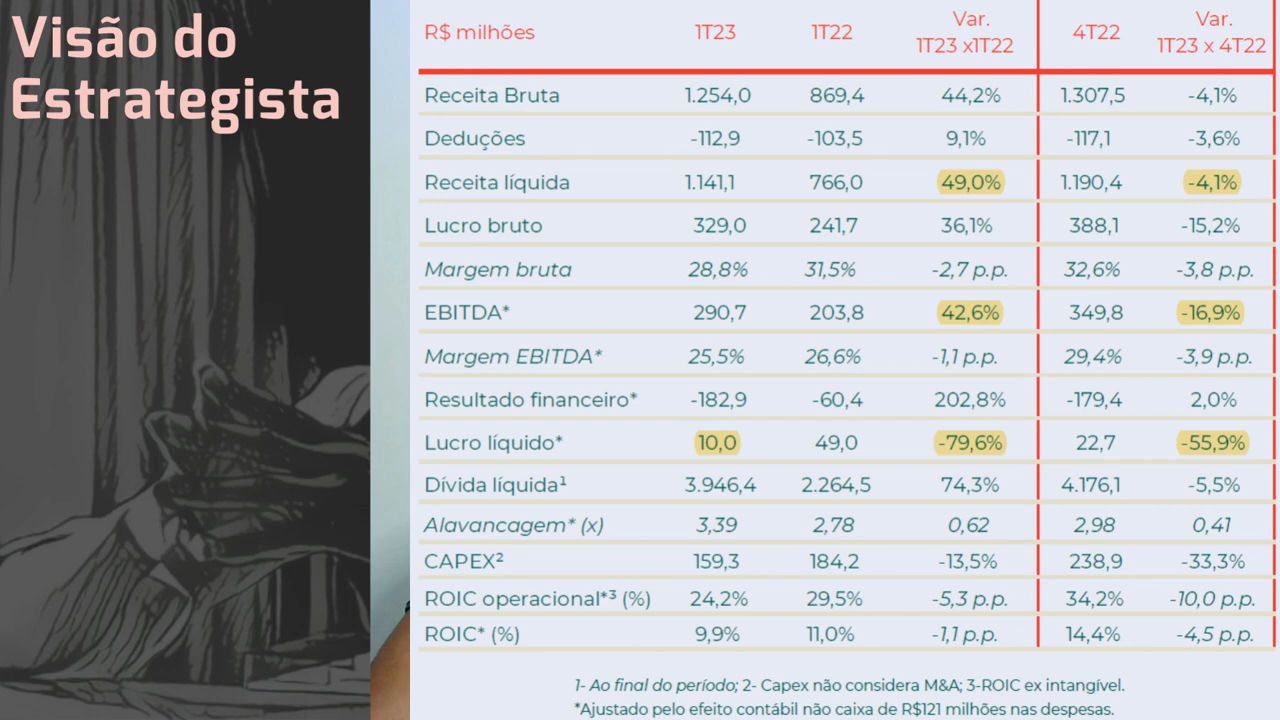 Visão do
Estrategista
R$ milhões 1T23 1T22 Var. 1T23 x1T22 4T22 Var. 1T23 x 4T22
Receita Bruta 1.254,0 869,4 44,2% 1.307,5 -4,1%
Deduções -112,9 -103,5 9,1% -117,1 -3,6%
Receita líquida 1.141,1 766,0 49,0% 1.190,4 -4,1%
Lucro bruto 329,0 241,7 36,1% 388,1 -15,2%
Margem bruta 28,8% 31,5% -2,7 p.p. 32,6% -3,8 p.p.
EBITDA* 290,7 203,8 42,6% 349,8 -16,9%
Margem EBITDA* 25,5% 26,6% -1,1 p.p. 29,4% -3,9 p.p.
Resultado financeiro* -182,9 -60,4 202,8% -179,4 2,0%
Lucro líquido* 10,0 49,0 -79,6% 22,7 -55,9%
Dívida líquida¹ 3.946,4 2.264,5 74,3% 4.176,1 -5,5%
Alavancagem* (x) 3,39 2,78 0,62 2,98 0,41
CAPEX² 159,3 184,2 -13,5% 238,9 -33,3%
ROIC operacional*³ (%) 24,2% 29,5% -5,3 p.p. 34,2% -10,0 p.p.
ROIC* (%) 9,9% 11,0% -1,1 p.p. 14,4% -4,5 p.p.
1- Ao final do período; 2- Capex não considera M&A; 3-ROIC ex intangível.
*Ajustado pelo efeito contábil não caixa de R$121 milhões nas despesas.